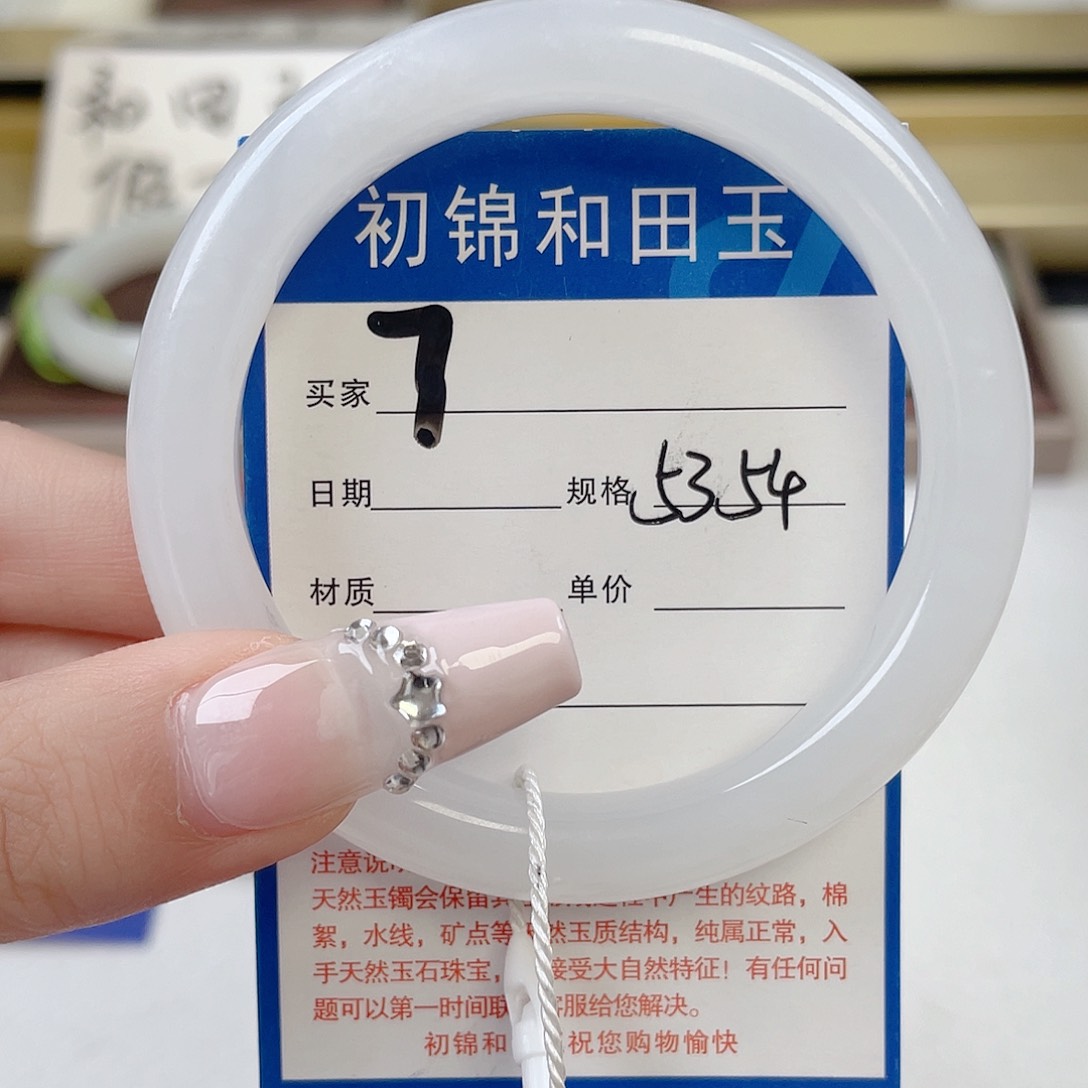 和田
初锦和田玉
7
买家
日期 规格 5354
材质 单价
注意说
天然玉镯会保留 产生的纹路，棉
絮，水线，矿点等 然玉质结构，纯属正常，入
手天然玉石珠宝， 接受大自然特征！有任何问
题可以第一时间联 客服给您解决。
初锦和 祝您购物愉快